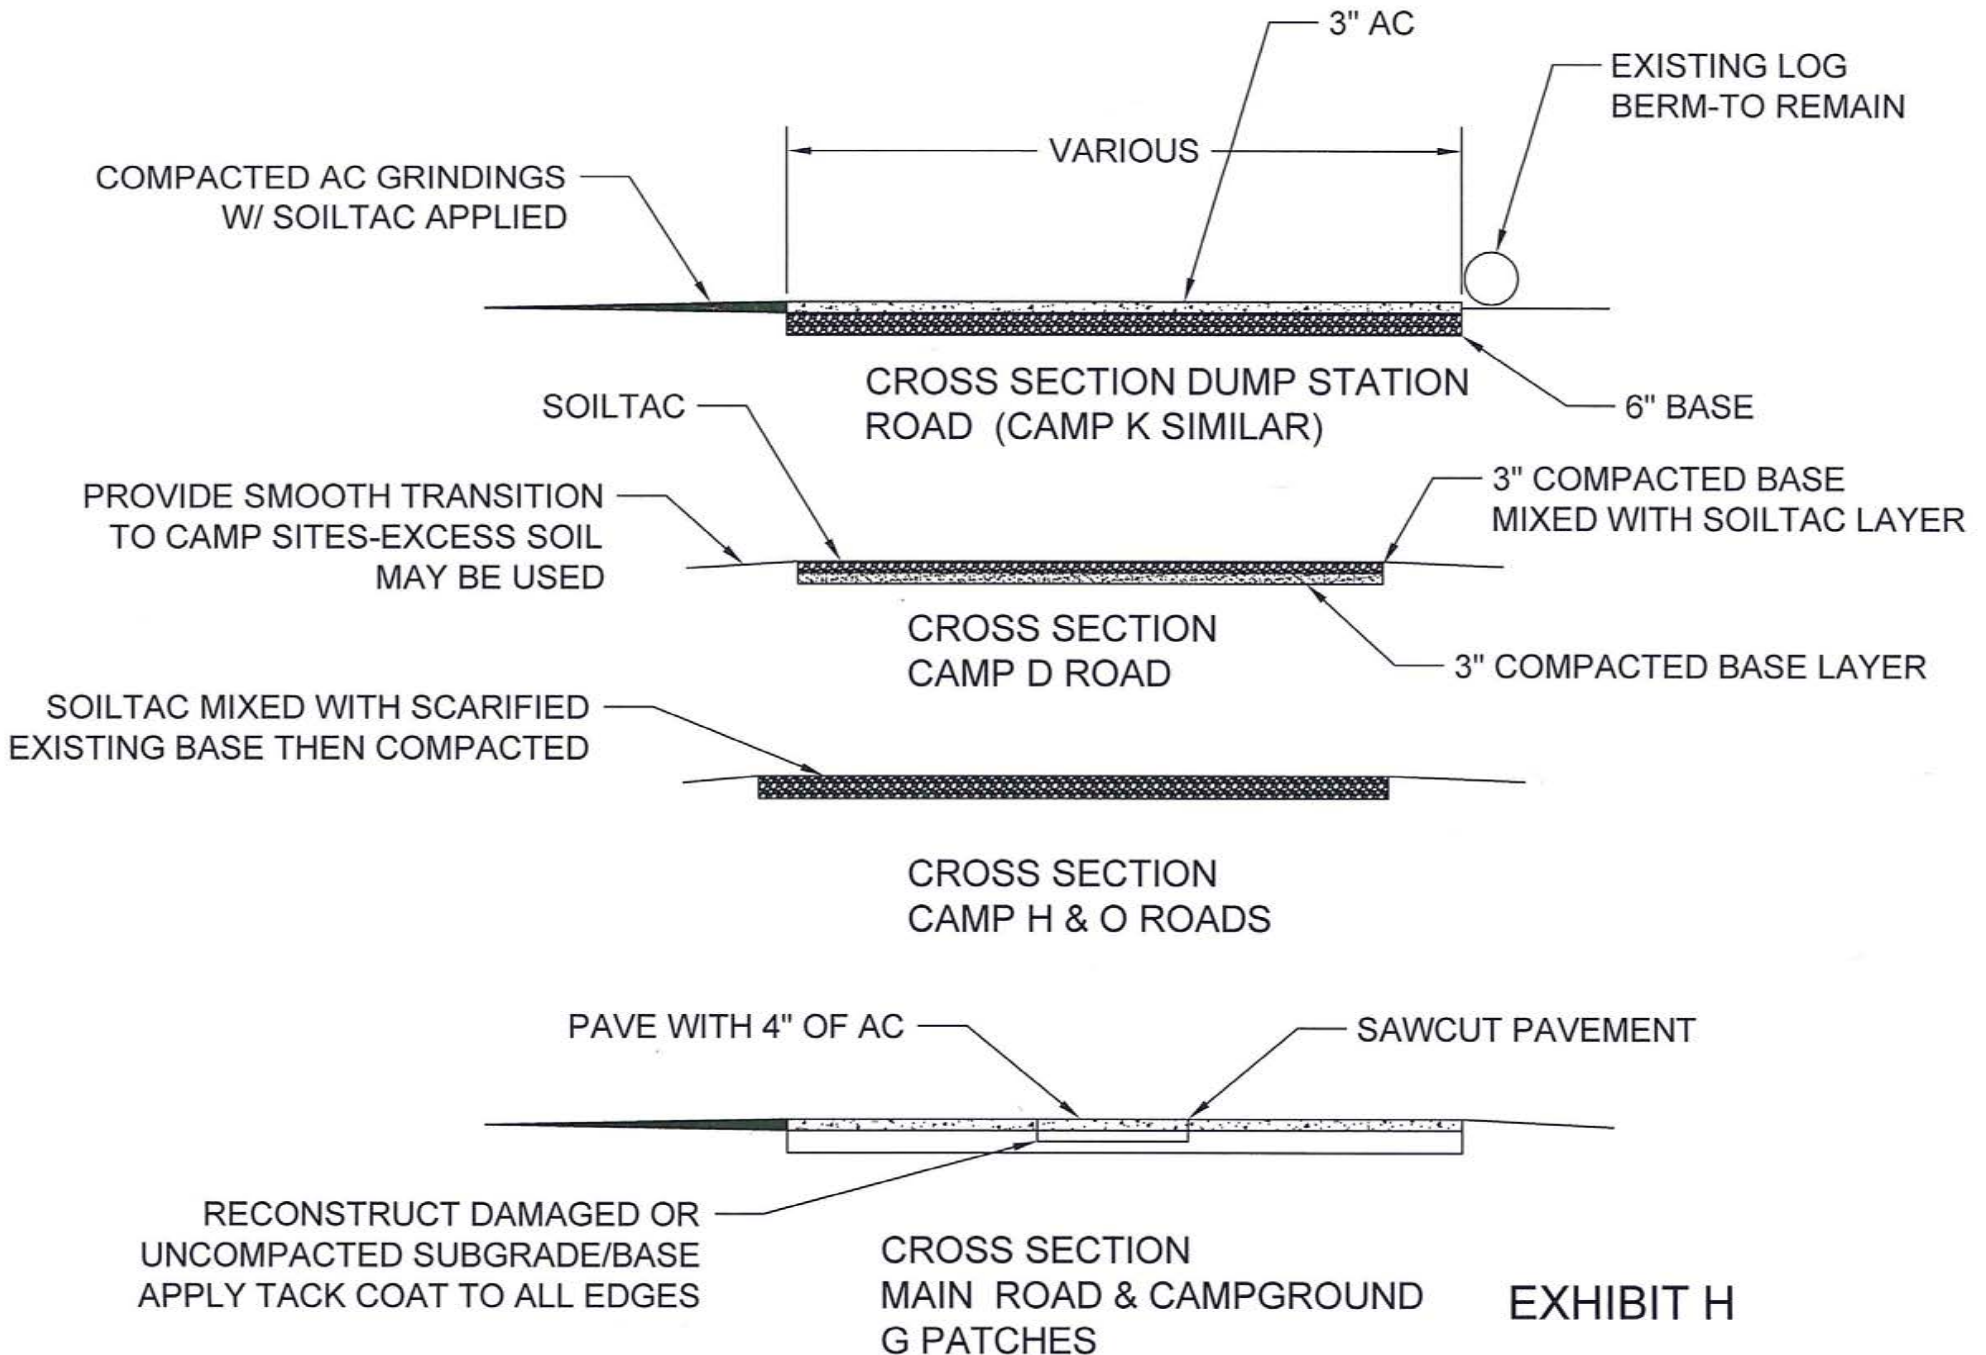 3" AC
EXISTING LOG
BERM-TO REMAIN
VARIOUS
COMPACTED AC GRINDINGS
W/ SOILTAC APPLIED
CROSS SECTION DUMP STATION
ROAD (CAMP K SIMILAR)
6" BASE
SOILTAC
PROVIDE SMOOTH TRANSITION
TO CAMP SITES-EXCESS SOIL
MAY BE USED
3" COMPACTED BASE
MIXED WITH SOILTAC LAYER
CROSS SECTION
CAMP D ROAD
3" COMPACTED BASE LAYER
SOILTAC MIXED WITH SCARIFIED
EXISTING BASE THEN COMPACTED
CROSS SECTION
CAMP H & O ROADS
PAVE WITH 4" OF AC
SAWCUT PAVEMENT
RECONSTRUCT DAMAGED OR
UNCOMPACTED SUBGRADE/BASE
APPLY TACK COAT TO ALL EDGES
CROSS SECTION
MAIN ROAD & CAMPGROUND
G PATCHES
EXHIBIT H